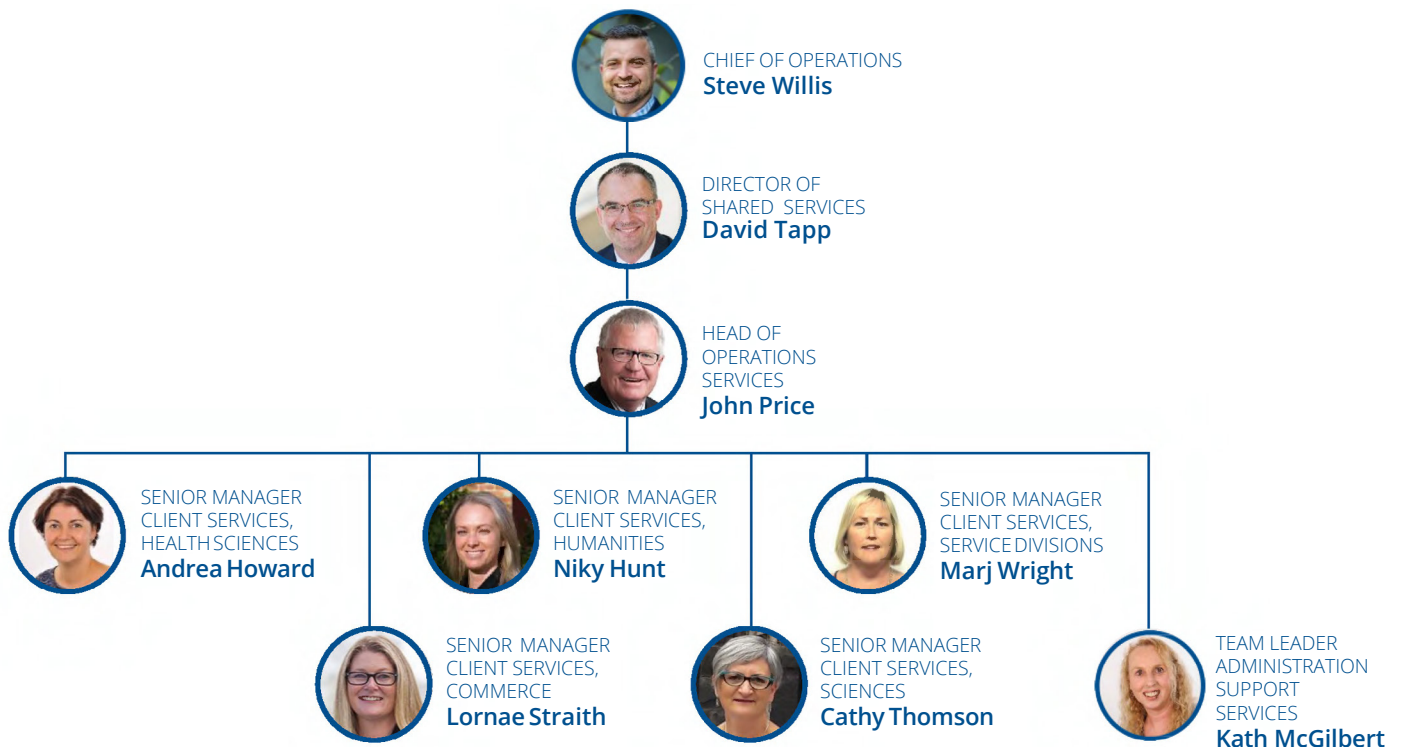 CHIEF OF OPERATIONS
Steve Willis
DIRECTOR OF
SHARED SERVICES
David Tapp
HEAD OF
OPERATIONS
SERVICES
John Price
SENIOR MANAGER
CLIENT SERVICES,
HEALTH SCIENCES
Andrea Howard
SENIOR MANAGER
CLIENT SERVICES,
HUMANITIES
Niky Hunt
SENIOR MANAGER
CLIENT SERVICES,
SERVICE DIVISIONS
Marj Wright
SENIOR MANAGER
CLIENT SERVICES,
COMMERCE
Lornae Straith
SENIOR MANAGER
CLIENT SERVICES,
SCIENCES
Cathy Thomson
TEAM LEADER
ADMINISTRATION
SUPPORT
SERVICES
Kath McGilbert